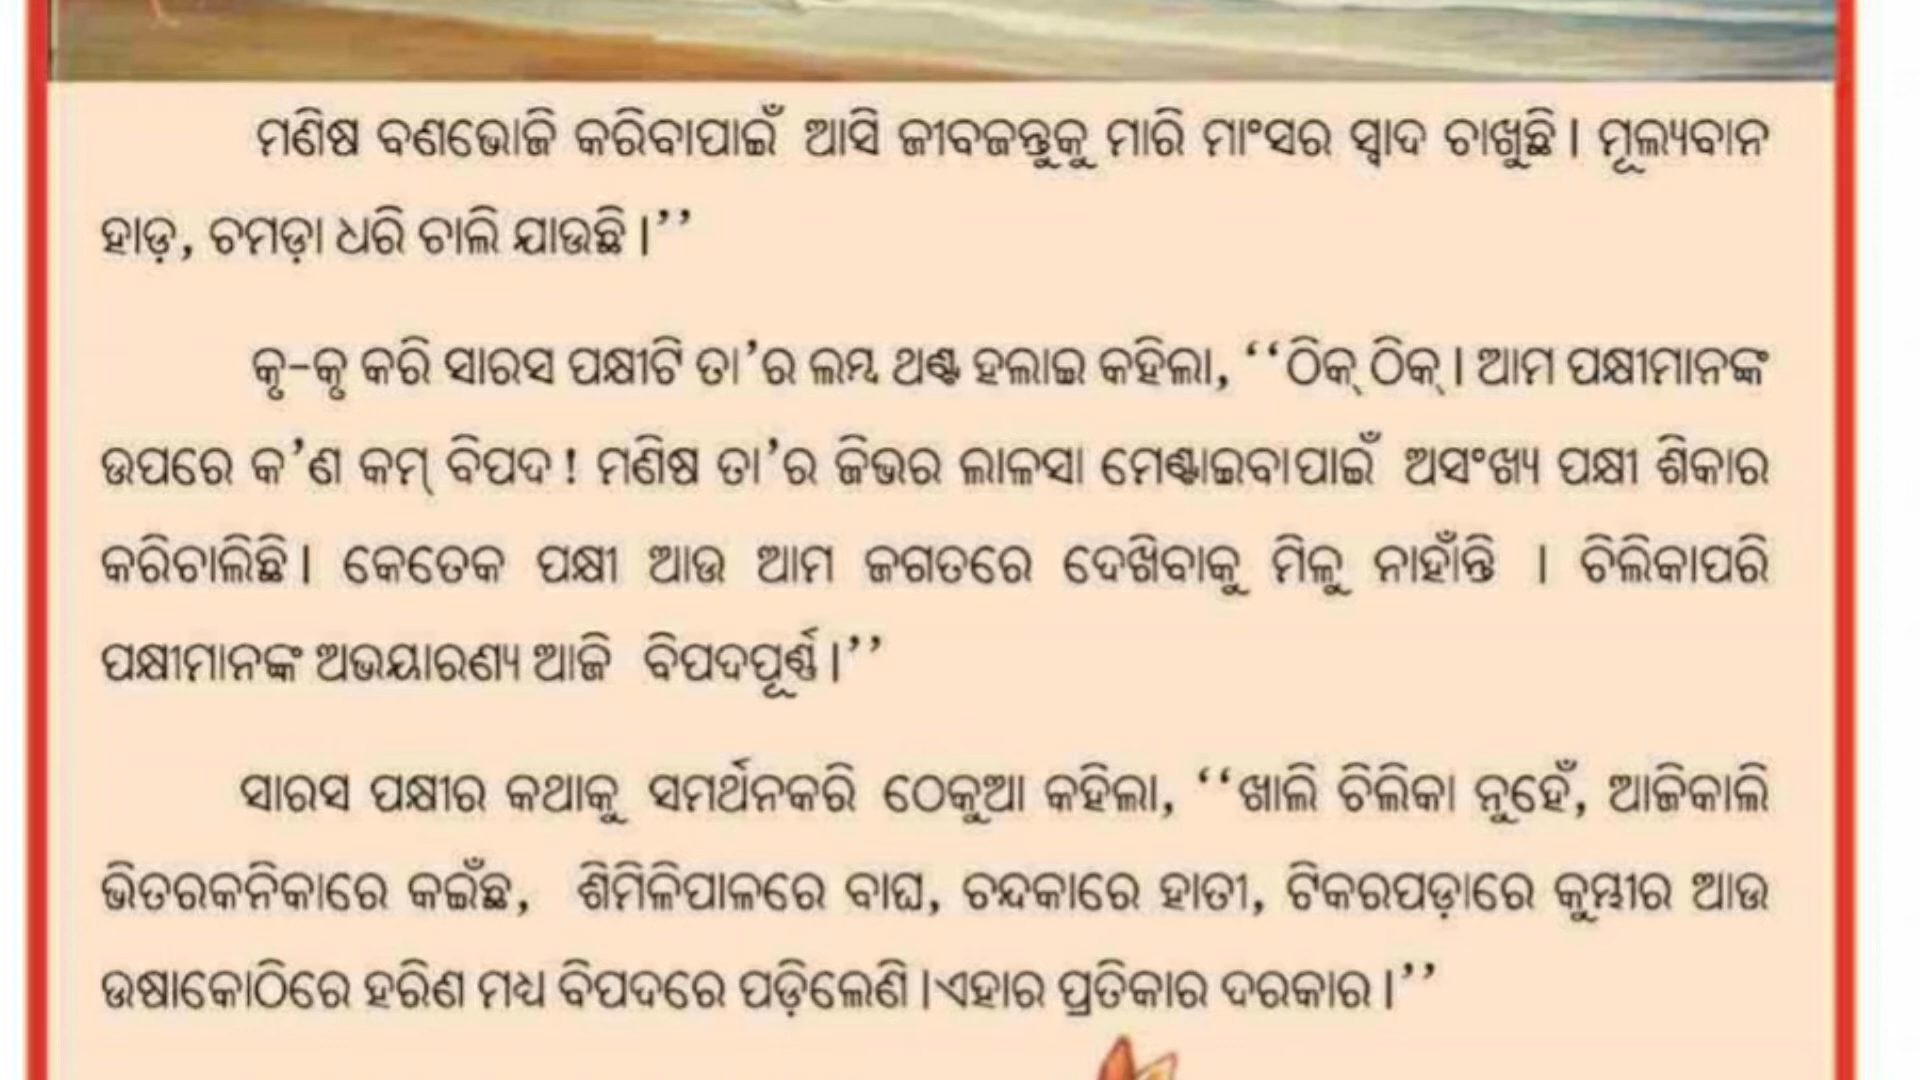 ମଣିଷ ବଣଭୋଜି କରିବାପାଇଁ ଆସି ଜୀବଜନ୍ତୁକୁ ମାରି ମାଂସର ସ୍ୱାଦ ଚାଖୁଛି। ମୂଲ୍ୟବାନ
ହାଡ଼, ଚମଡ଼ା ଧରି ଚାଲି ଯାଉଛି।’’
କୃ-କୃ କରି ସାରସ ପକ୍ଷୀଟି ତା’ର ଲମ୍ୱ ଥଣ୍ଟ ହଲାଇ କହିଲା, ‘‘ଠିକ୍ ଠିକ୍। ଆମ ପକ୍ଷୀମାନଙ୍କ
ଉପରେ କ’ଣ କମ୍ ବିପଦ! ମଣିଷ ତା’ର ଜିଭର ଲାଳସା ମେଣ୍ଟାଇବାପାଇଁ ଅସଂଖ୍ୟ ପକ୍ଷୀ ଶିକାର
କରିଚାଲିଛି। କେତେକ ପକ୍ଷୀ ଆଉ ଆମ ଜଗତରେ ଦେଖିବାକୁ ମିଳୁ ନାହାଁନ୍ତି । ଚିଲିକାପରି
ପକ୍ଷୀମାନଙ୍କ ଅଭୟାରଣ୍ୟ ଆଜି ବିପଦପୂର୍ଣ୍ଣ।’’
ସାରସ ପକ୍ଷୀର କଥାକୁ ସମର୍ଥନକରି ଠେକୁଆ କହିଲା, ‘‘ଖାଲି ଚିଲିକା ନୁହେଁ, ଆଜିକାଲି
ଭିତରକନିକାରେ କଇଁଛ, ଶିମିଳିପାଳରେ ବାଘ, ଚନ୍ଦକାରେ ହାତୀ, ଟିକରପଡ଼ାରେ କୁମ୍ଭୀର ଆଉ
ଉଷାକୋଠିରେ ହରିଣ ମଧ୍ୟ ବିପଦରେ ପଡ଼ିଲେଣି।ଏହାର ପ୍ରତିକାର ଦରକାର।’’